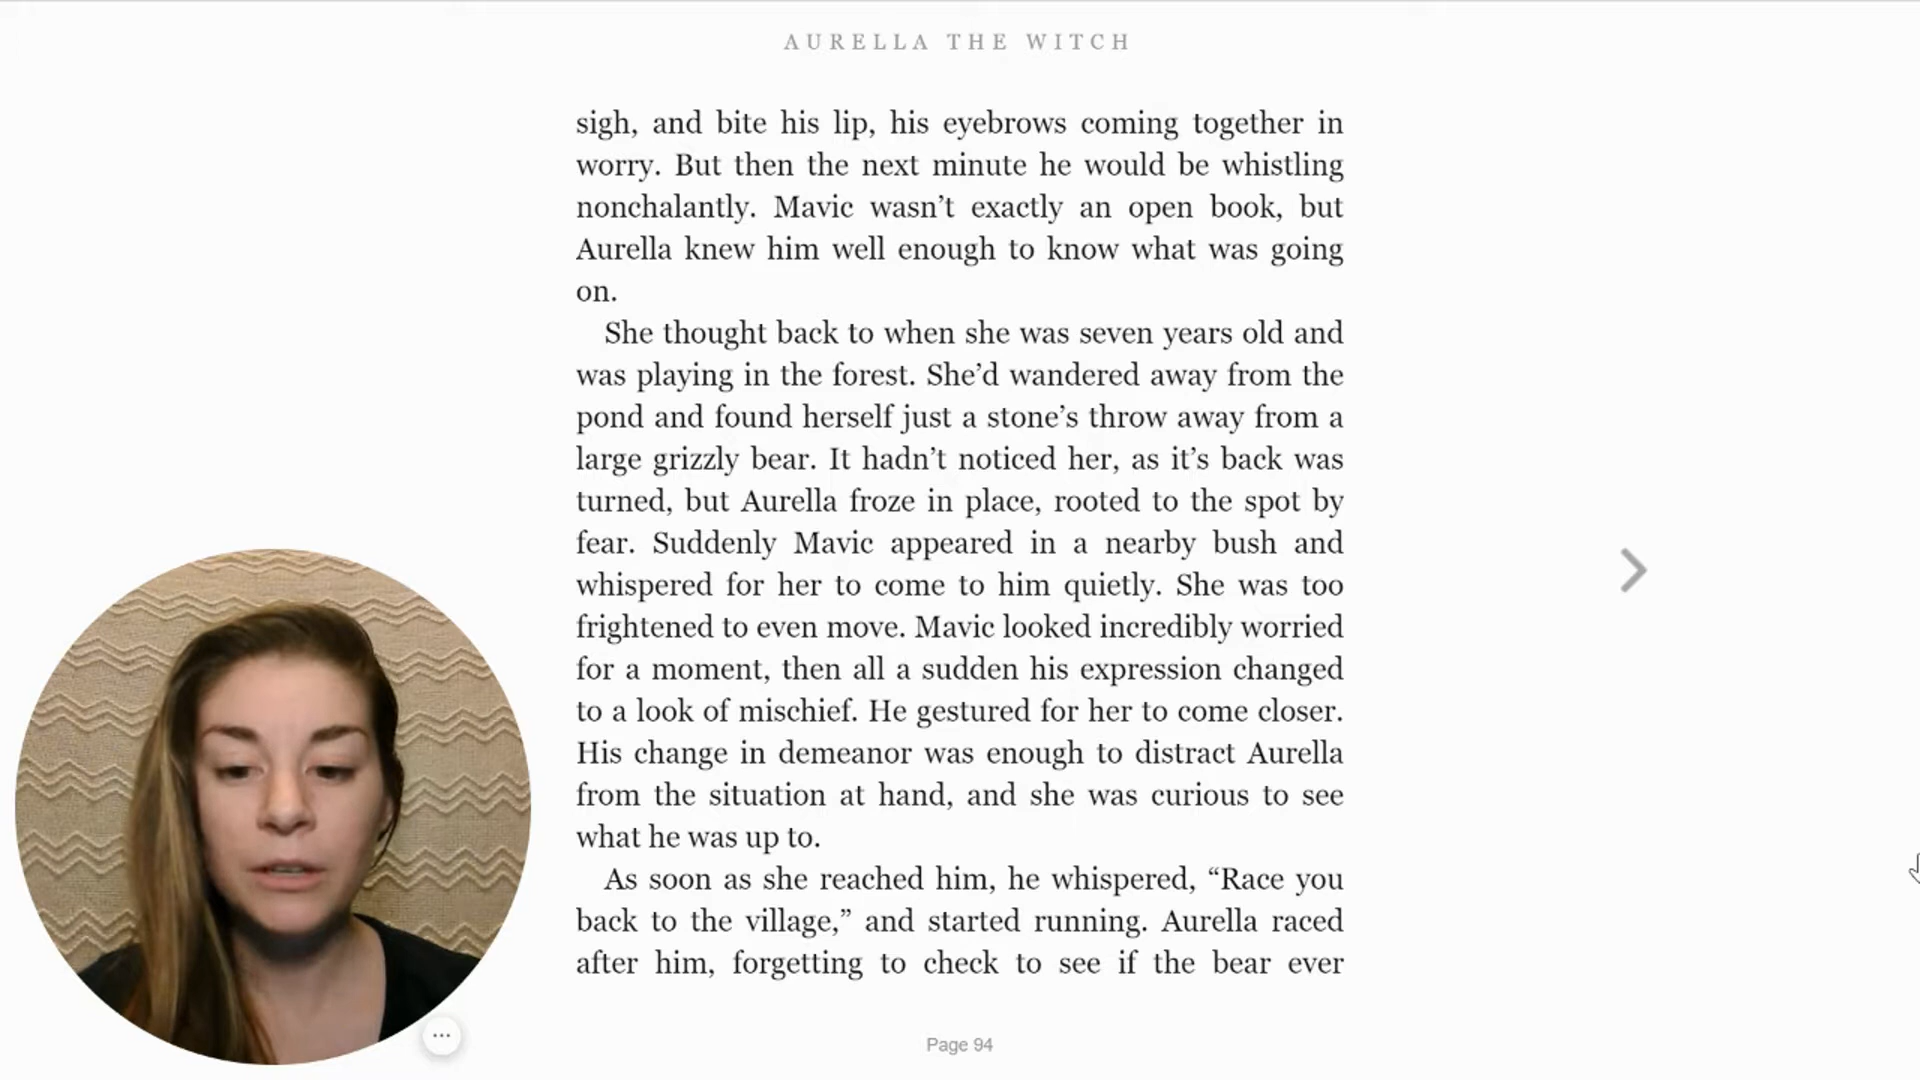 AURELLA THE WITCH
sigh, and bite his lip, his eyebrows coming together in
worry. But then the next minute he would be whistling
nonchalantly. Mavic wasn’t exactly an open book, but
Aurella knew him well enough to know what was going
on.
She thought back to when she was seven years old and
was playing in the forest. She’d wandered away from the
pond and found herself just a stone’s throw away from a
large grizzly bear. It hadn’t noticed her, as it’s back was
turned, but Aurella froze in place, rooted to the spot by
fear. Suddenly Mavic appeared in a nearby bush and
whispered for her to come to him quietly. She was too
frightened to even move. Mavic looked incredibly worried
for a moment, then all a sudden his expression changed
to a look of mischief. He gestured for her to come closer.
His change in demeanor was enough to distract Aurella
from the situation at hand, and she was curious to see
what he was up to.
As soon as she reached him, he whispered, “Race you
back to the village,” and started running. Aurella raced
after him, forgetting to check to see if the bear ever
Page 94